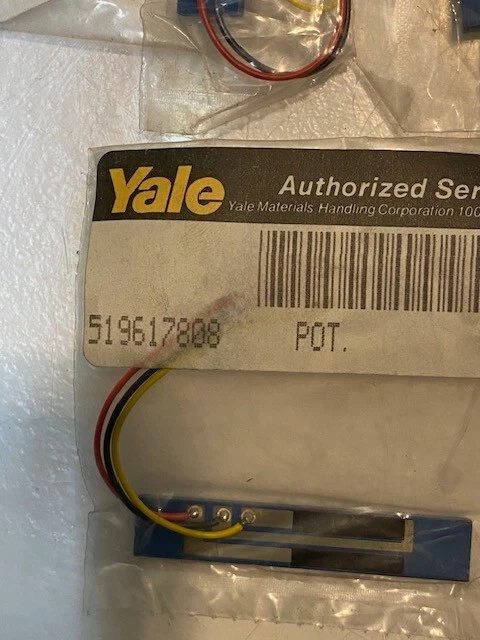 Yale
Authorized Ser
Yale Materials Handling Corporation 100
519617808
POT.